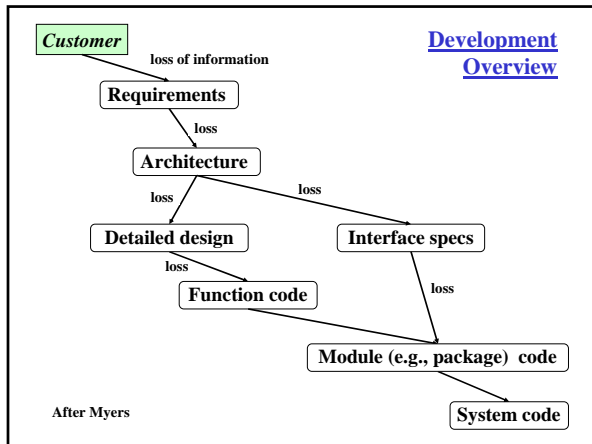 Customer
Development
Overview
loss of information
Requirements
loss
Architecture
loss
loss
Detailed design
Interface specs
loss
Function code
loss
Module (e.g., package)  code
After Myers
System code